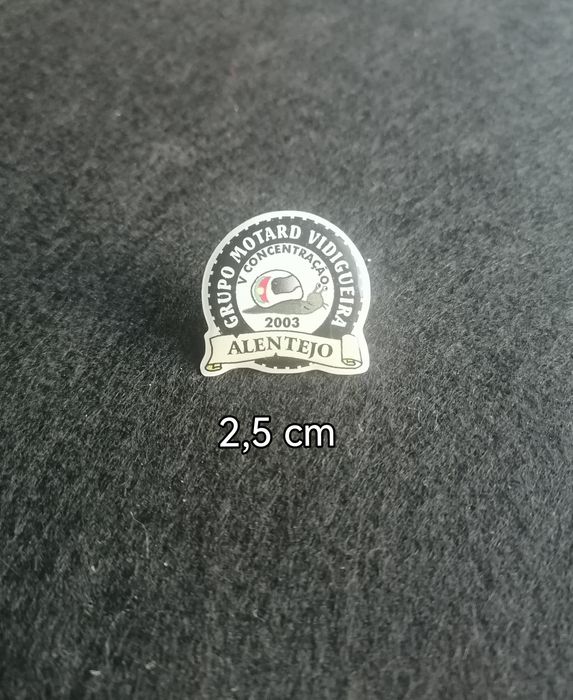 GRUPO MOTARD VIDIGUEIRA
V CONCENTRAÇÃO
2003
ALENTEJO
2,5 cm